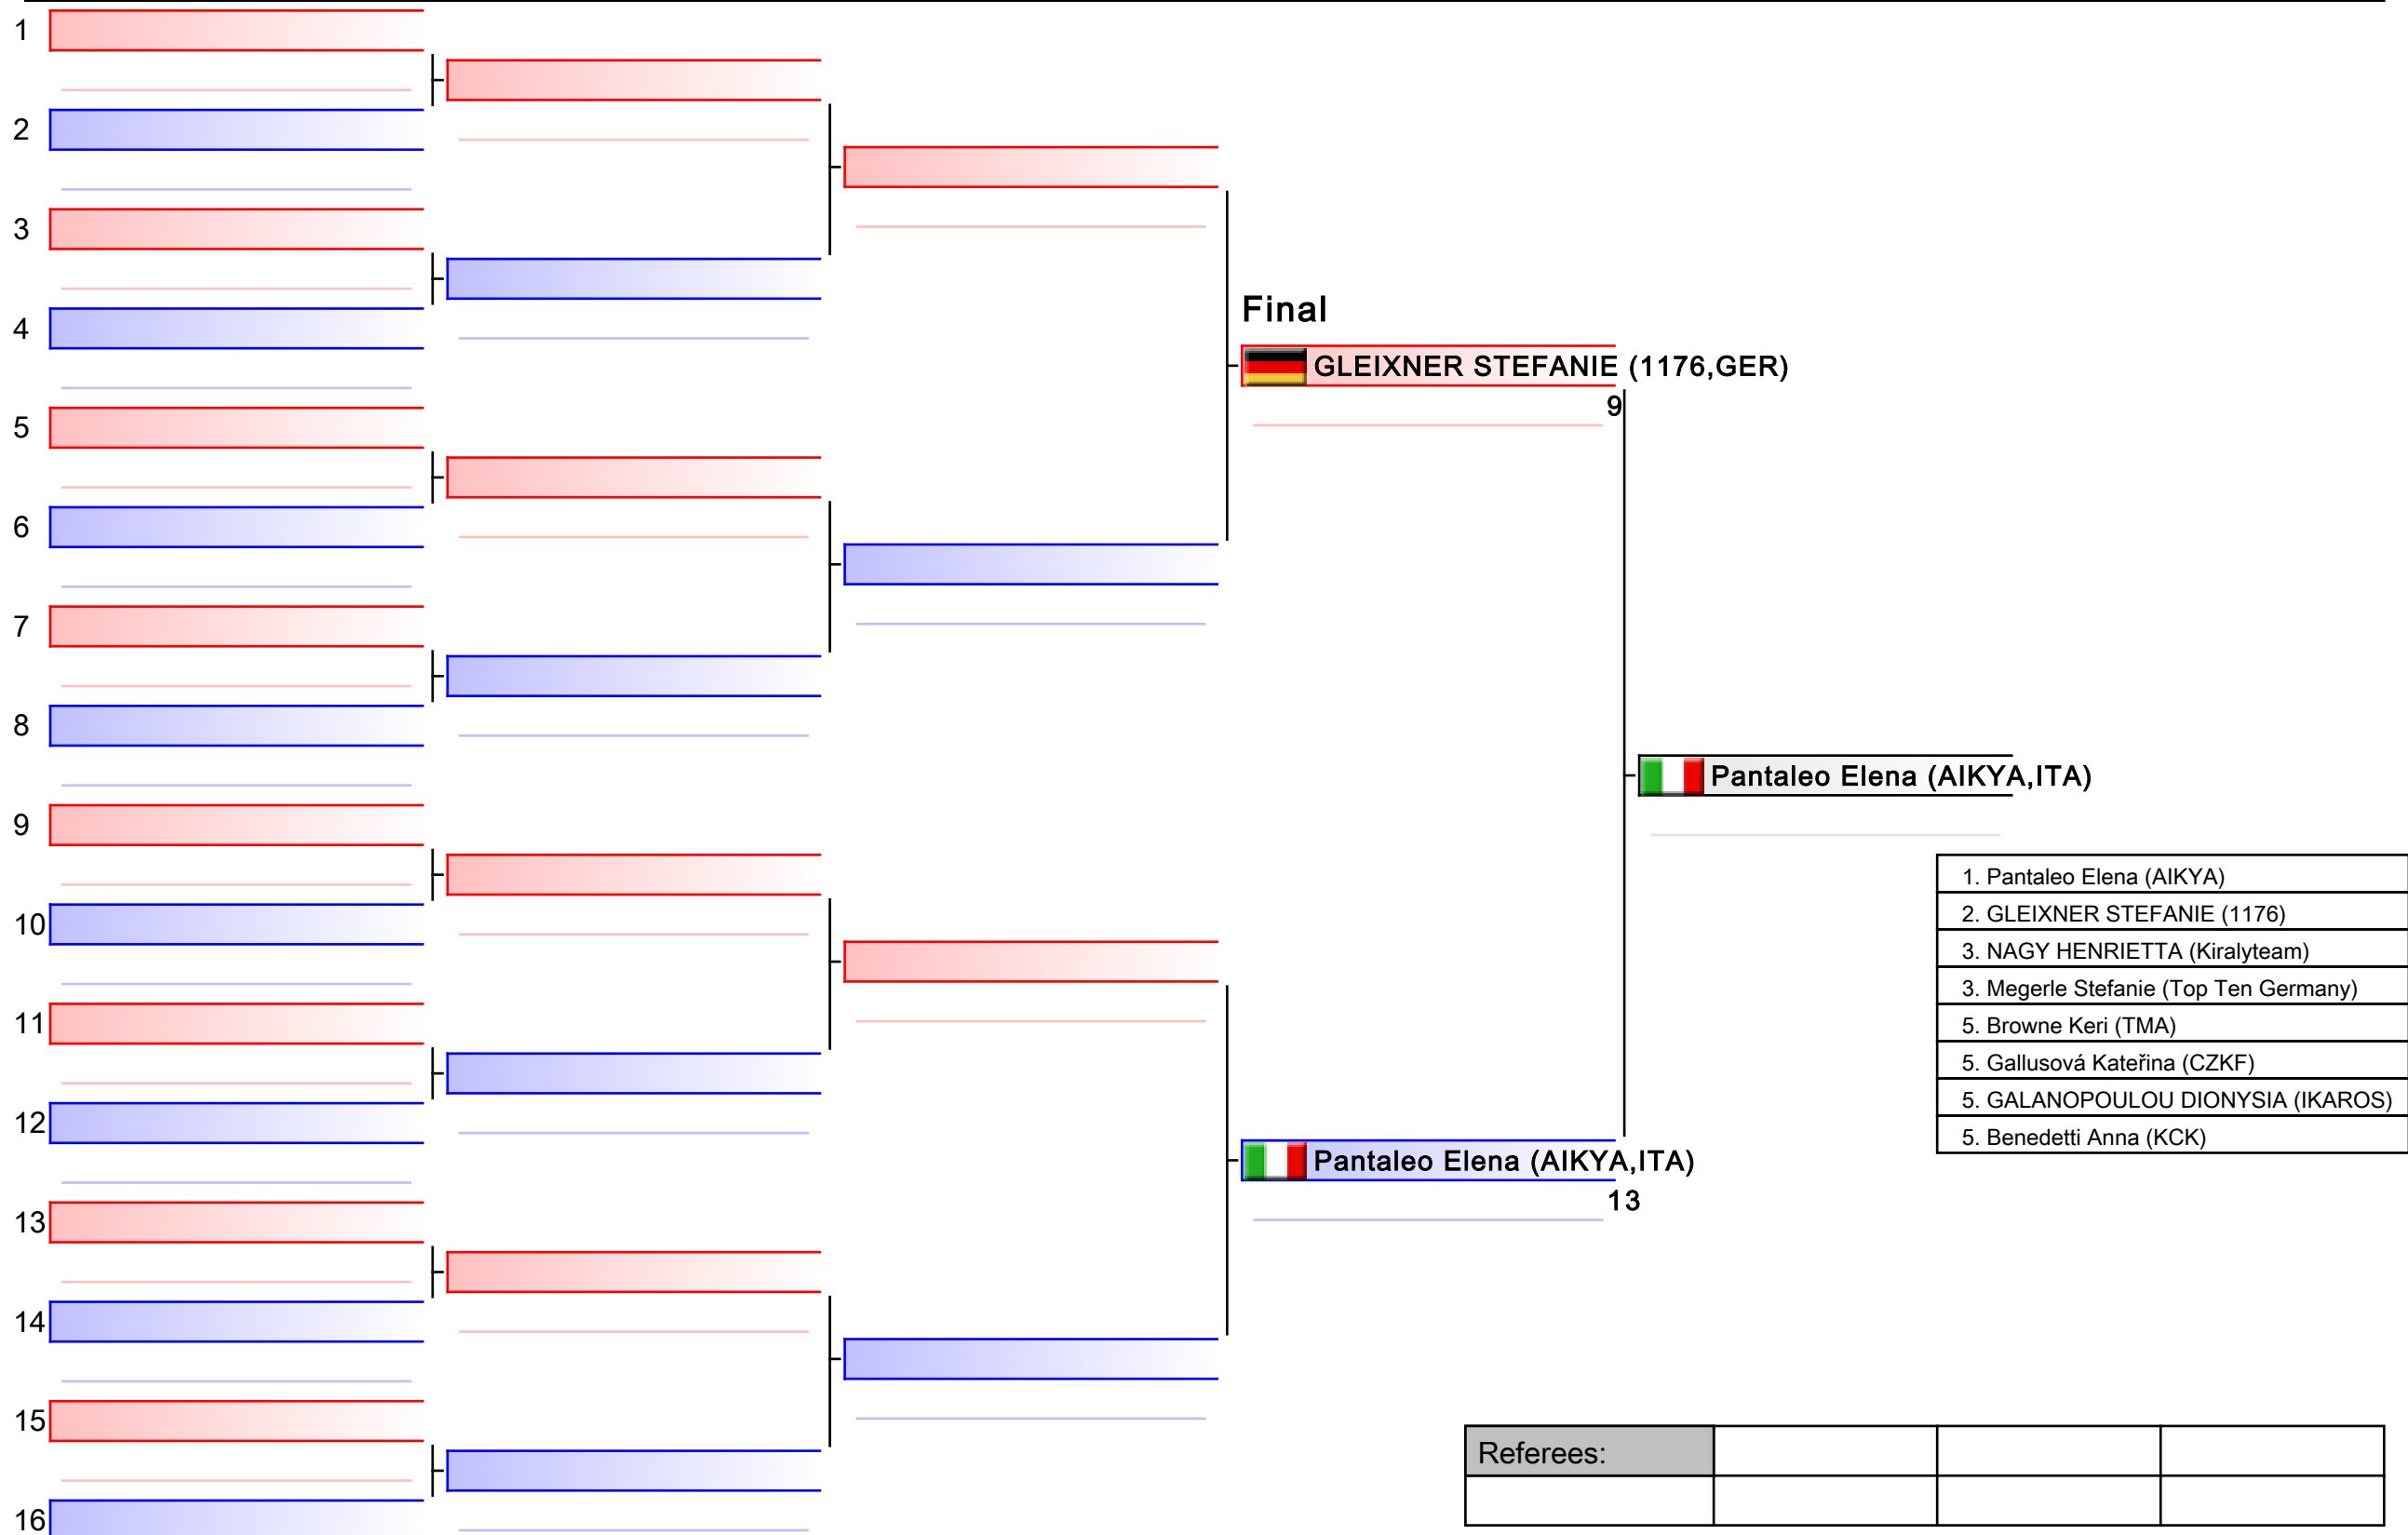 1
2
3
4
Final
GLEIXNER STEFANIE (1176,GER)
9
5
6
7
8
Pantaleo Elena (AIKYA,ITA)
9
1. Pantaleo Elena (AIKYA)
10
2. GLEIXNER STEFANIE (1176)
3. NAGY HENRIETTA (Kiralyteam)
3. Megerle Stefanie (Top Ten Germany)
11
5. Browne Keri (TMA)
5. Gallusová Kateřina (CZKF)
5. GALANOPOULOU DIONYSIA (IKAROS)
12
5. Benedetti Anna (KCK)
Pantaleo Elena (AIKYA,ITA)
13
13
14
15
Referees:
16